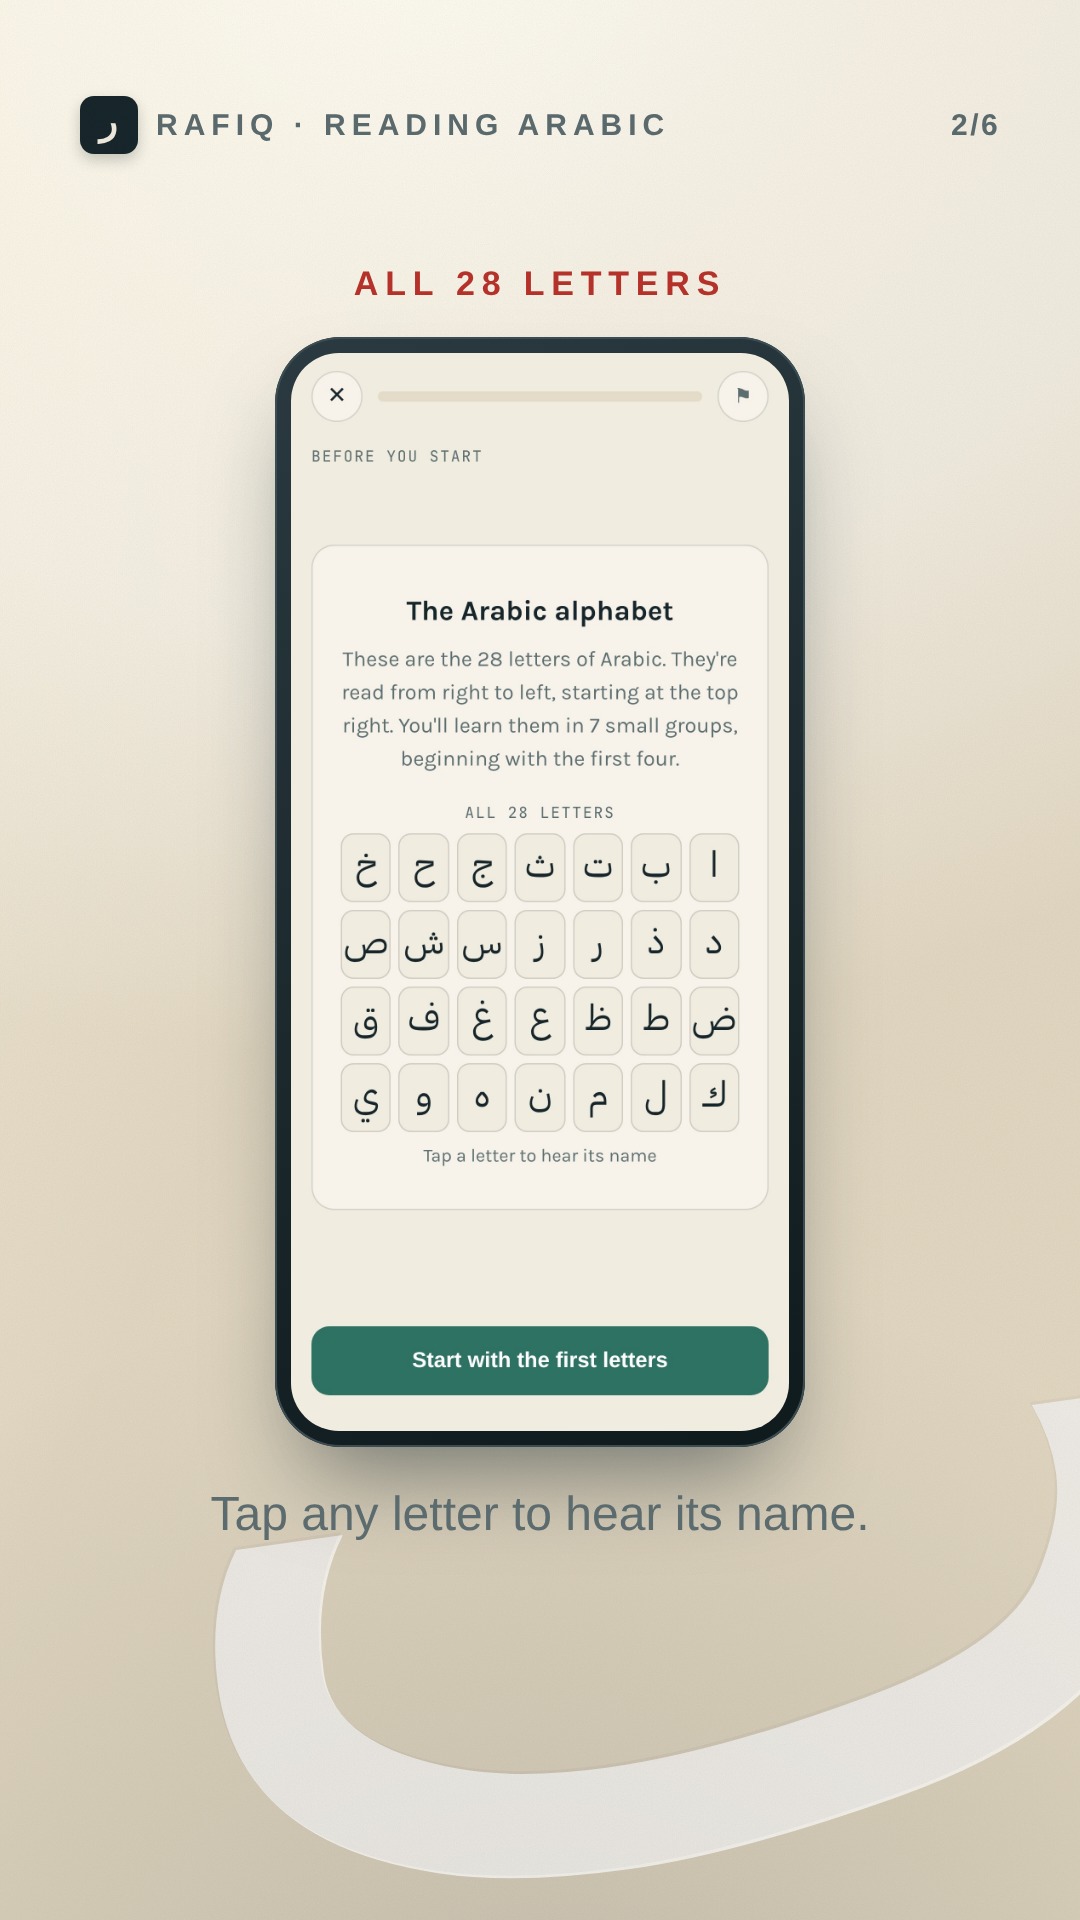 ر RAFIQ · READING ARABIC 2/6
ALL 28 LETTERS
✕ ⚑
BEFORE YOU START
The Arabic alphabet
These are the 28 letters of Arabic. They're
read from right to left, starting at the top
right. You'll learn them in 7 small groups,
beginning with the first four.
ALL 28 LETTERS
ا ب ت ث ج ح خ
د ذ ر ز س ش ص
ض ط ظ ع غ ف ق
ك ل م ن ه و ي
Tap a letter to hear its name
Start with the first letters
Tap any letter to hear its name.